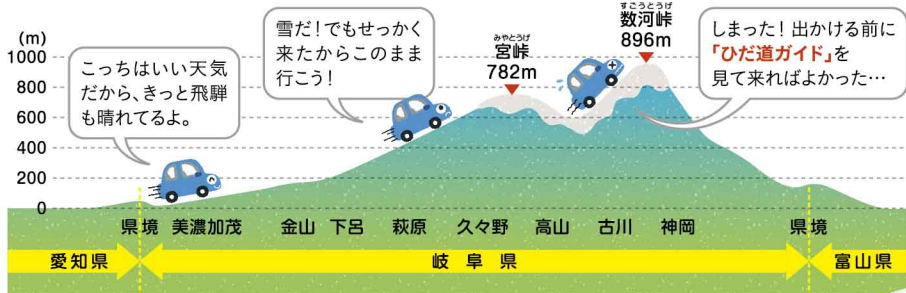 こっちはいい天気
だから、きっと飛騨
も晴れてるよ。
雪だ！でもせっかく
来たからこのまま
行こう！
みやとうげ
宮峠
782m
すごうとうげ
数河峠
896m
しまった！出かける前に
「ひだ道ガイド」を
見て来ればよかった…
(m)
1000
800
600
400
200
0
県境 美濃加茂 金山 下呂 萩原 久々野 高山 古川 神岡 県境
愛知県 岐阜県 富山県